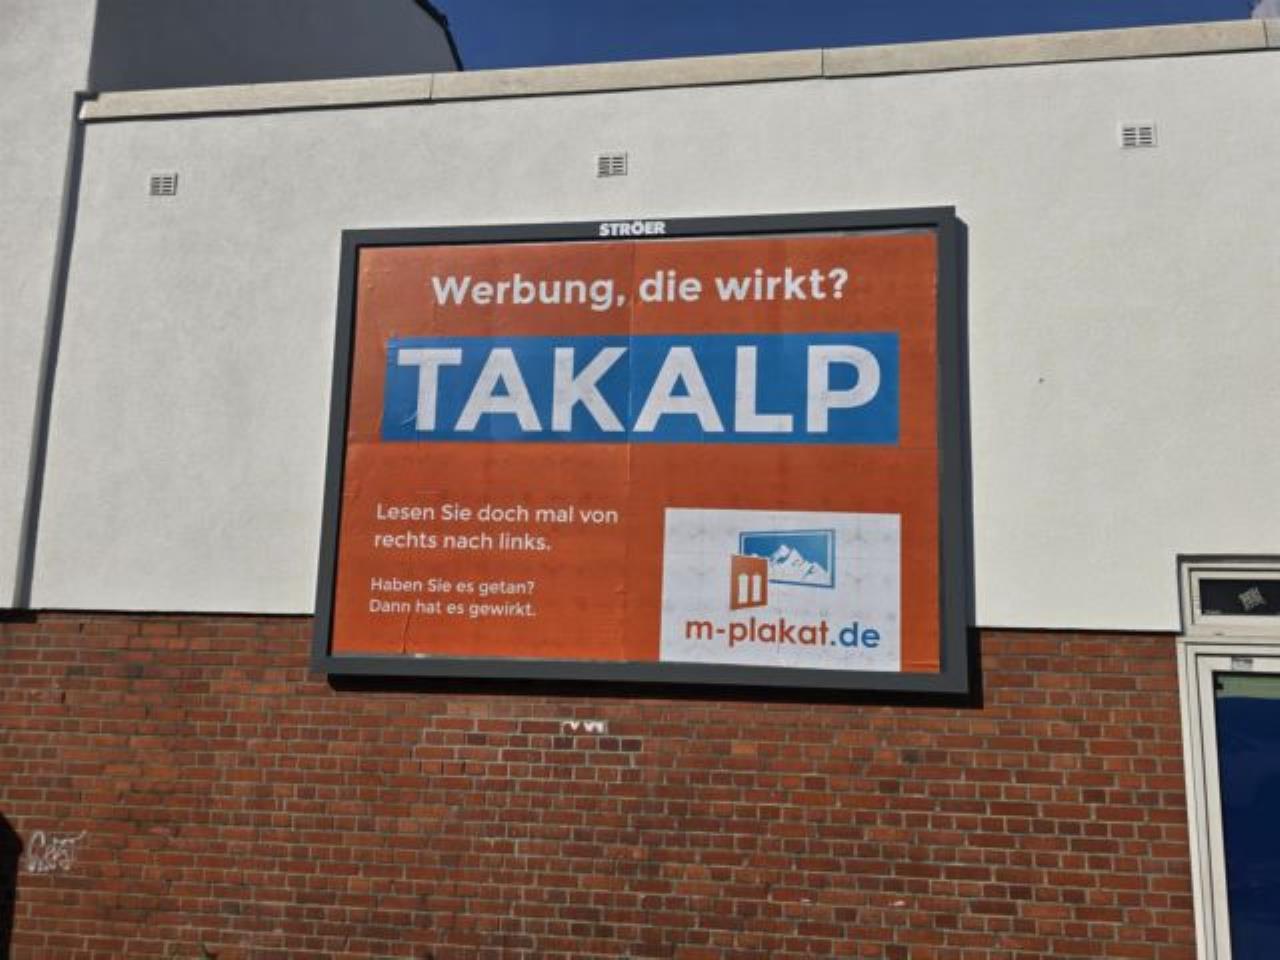 STRÖER
Werbung, die wirkt?
TAKALP
Lesen Sie doch mal von
rechts nach links.
Haben Sie es getan?
Dann hat es gewirkt.
m-plakat.de